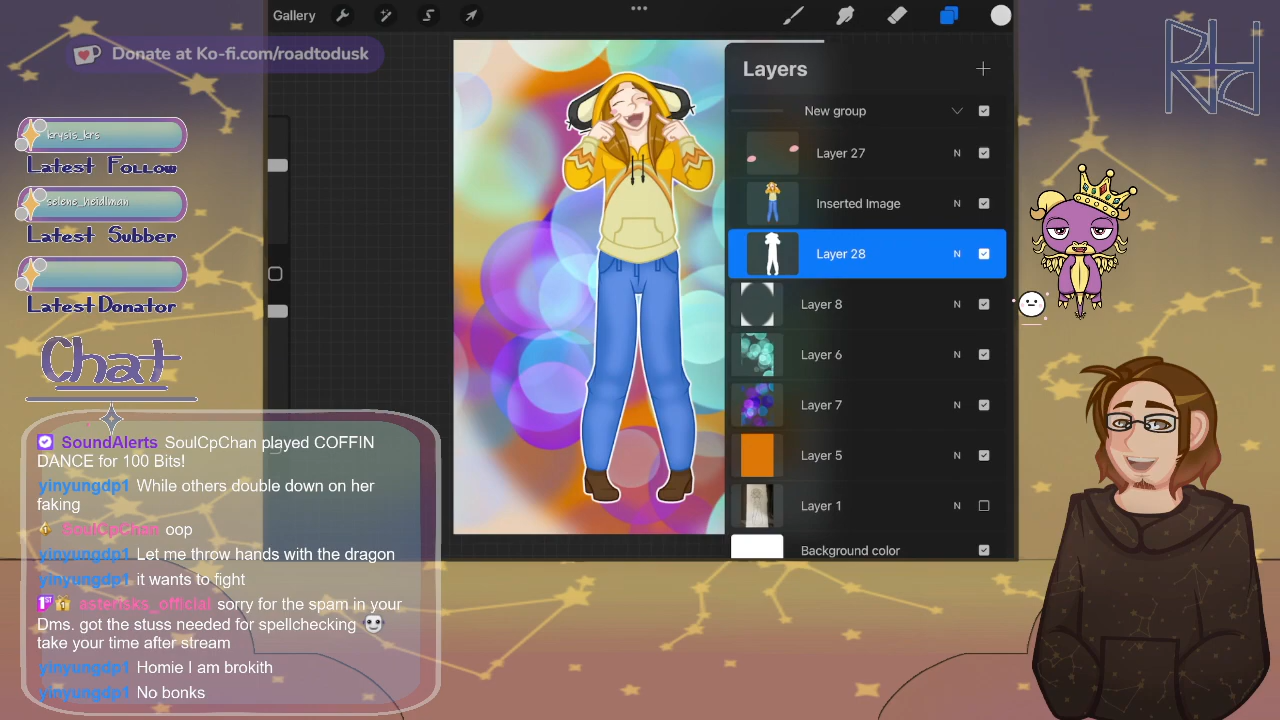 Gallery
Donate at Ko-fi.com/roadtodusk
krysis_krs
Latest Follow
selene_heidlman
Latest Subber
Latest Donator
Chat
SoundAlerts SoulCpChan played COFFIN
DANCE for 100 Bits!
yinyungdp1 While others double down on her
faking
SoulCpChan oop
yinyungdp1 Let me throw hands with the dragon
yinyungdp1 it wants to fight
1ST asterisks_official sorry for the spam in your
Dms. got the stuss needed for spellchecking
take your time after stream
yinyungdp1 Homie I am brokith
yinyungdp1 No bonks
Layers
New group
Layer 27 N
Inserted Image N
Layer 28 N
Layer 8 N
Layer 6 N
Layer 7 N
Layer 5 N
Layer 1 N
Background color